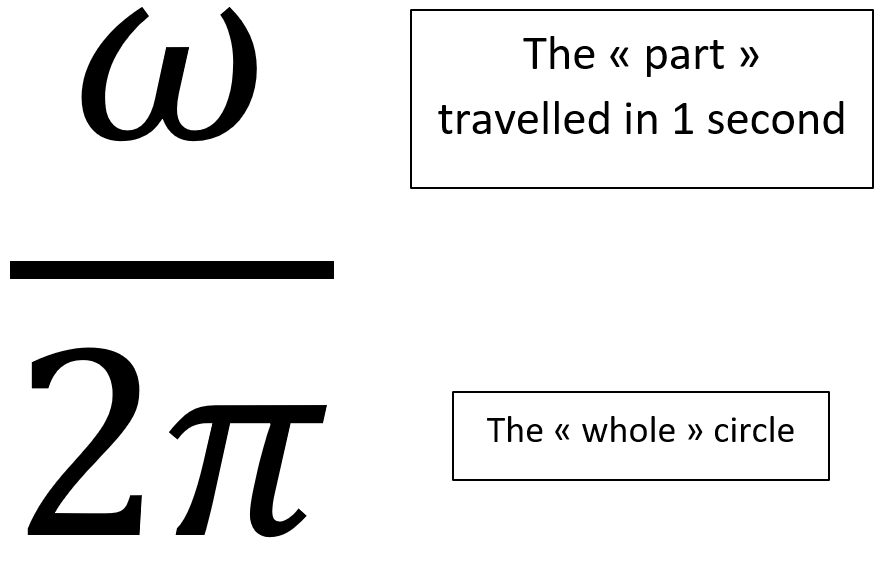 ω
The « part »
travelled in 1 second
2π
The « whole » circle